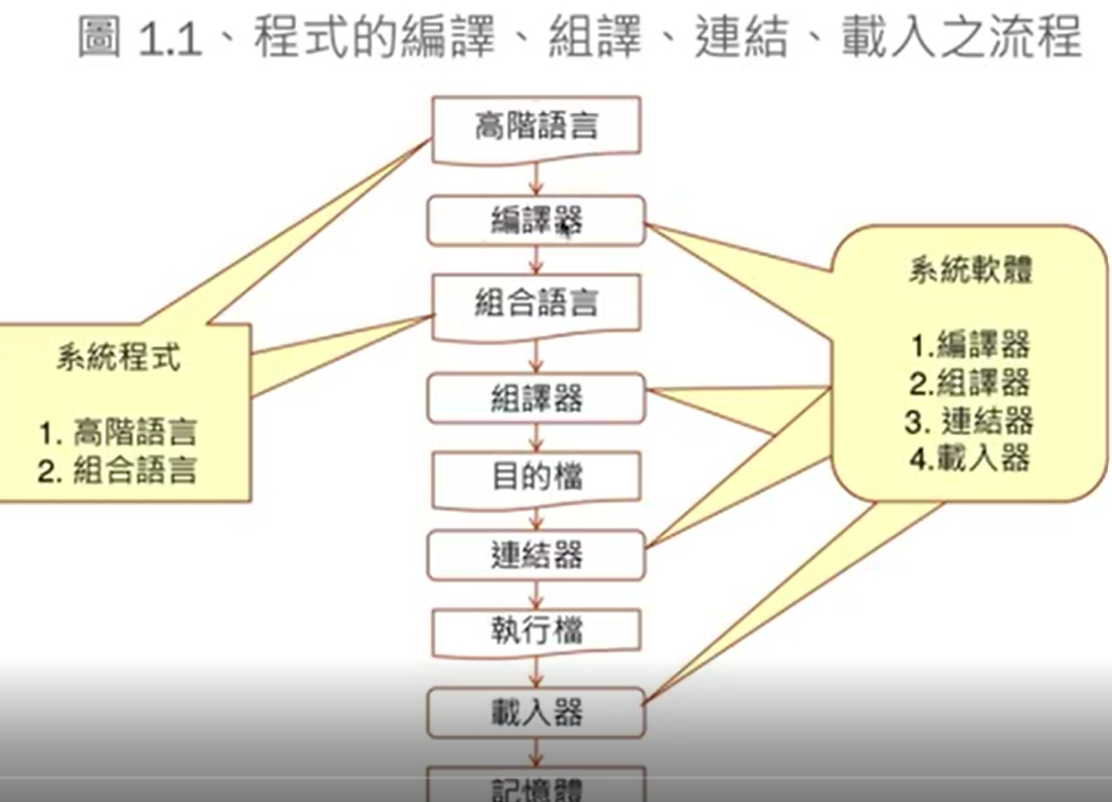 圖 1.1、程式的編譯、組譯、連結、載入之流程
高階語言
編譯器
組合語言
組譯器
目的檔
連結器
執行檔
載入器
記憶體
系統程式
1. 高階語言
2. 組合語言
系統軟體
1.編譯器
2.組譯器
3. 連結器
4.載入器